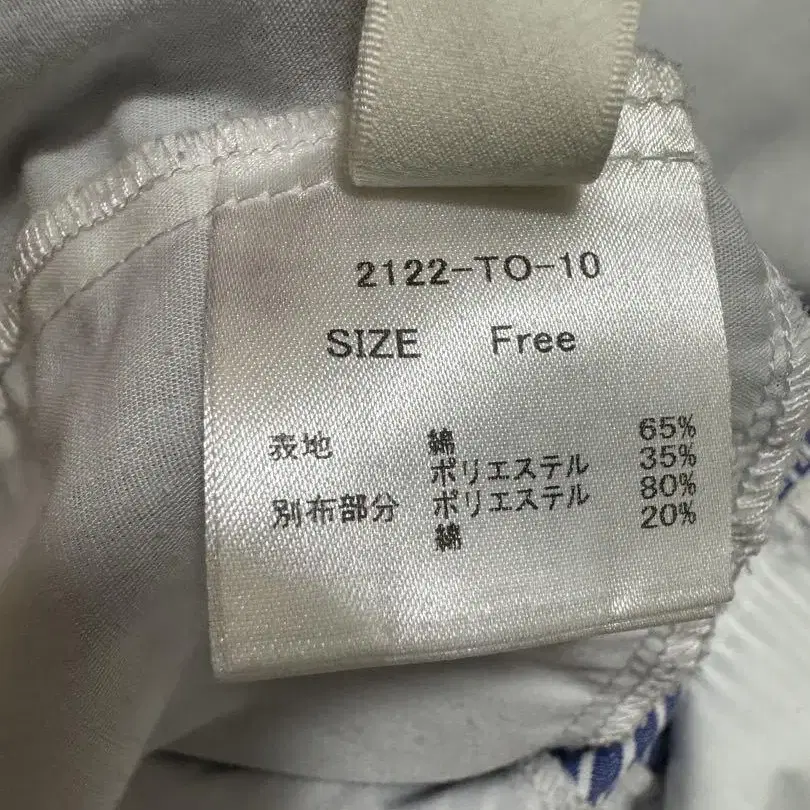 2122-TO-10
SIZE Free
表地 綿 65%
ポリエステル 35%
別布部分 ポリエステル 80%
綿 20%